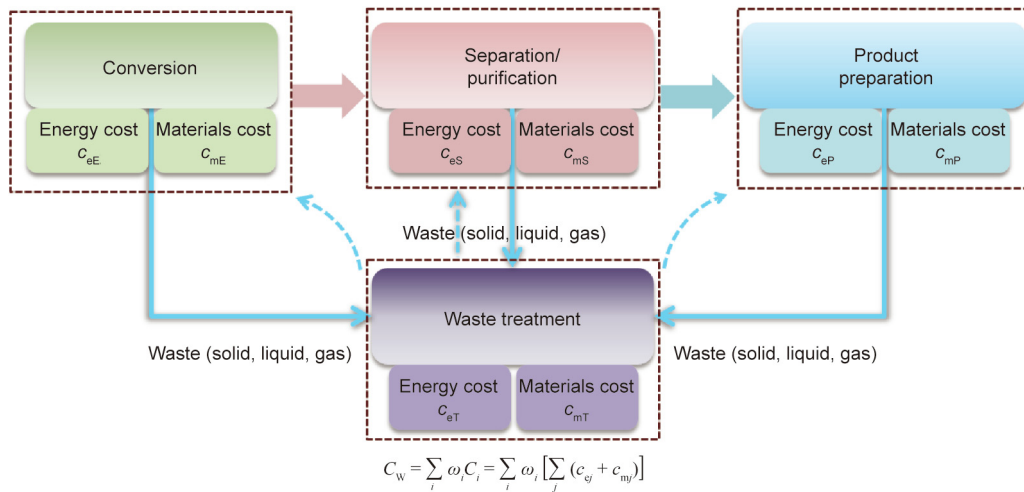 Conversion
Energy cost
c_eE.
Materials cost
c_mE
Separation/
purification
Energy cost
c_eS
Materials cost
c_mS
Product
preparation
Energy cost
c_eP
Materials cost
c_mP
Waste (solid, liquid, gas)
Waste treatment
Waste (solid, liquid, gas)
Waste (solid, liquid, gas)
Energy cost
c_eT
Materials cost
c_mT
C_W = ∑_i ω_i C_i = ∑_i ω_i [∑_j (c_ej + c_mj)]